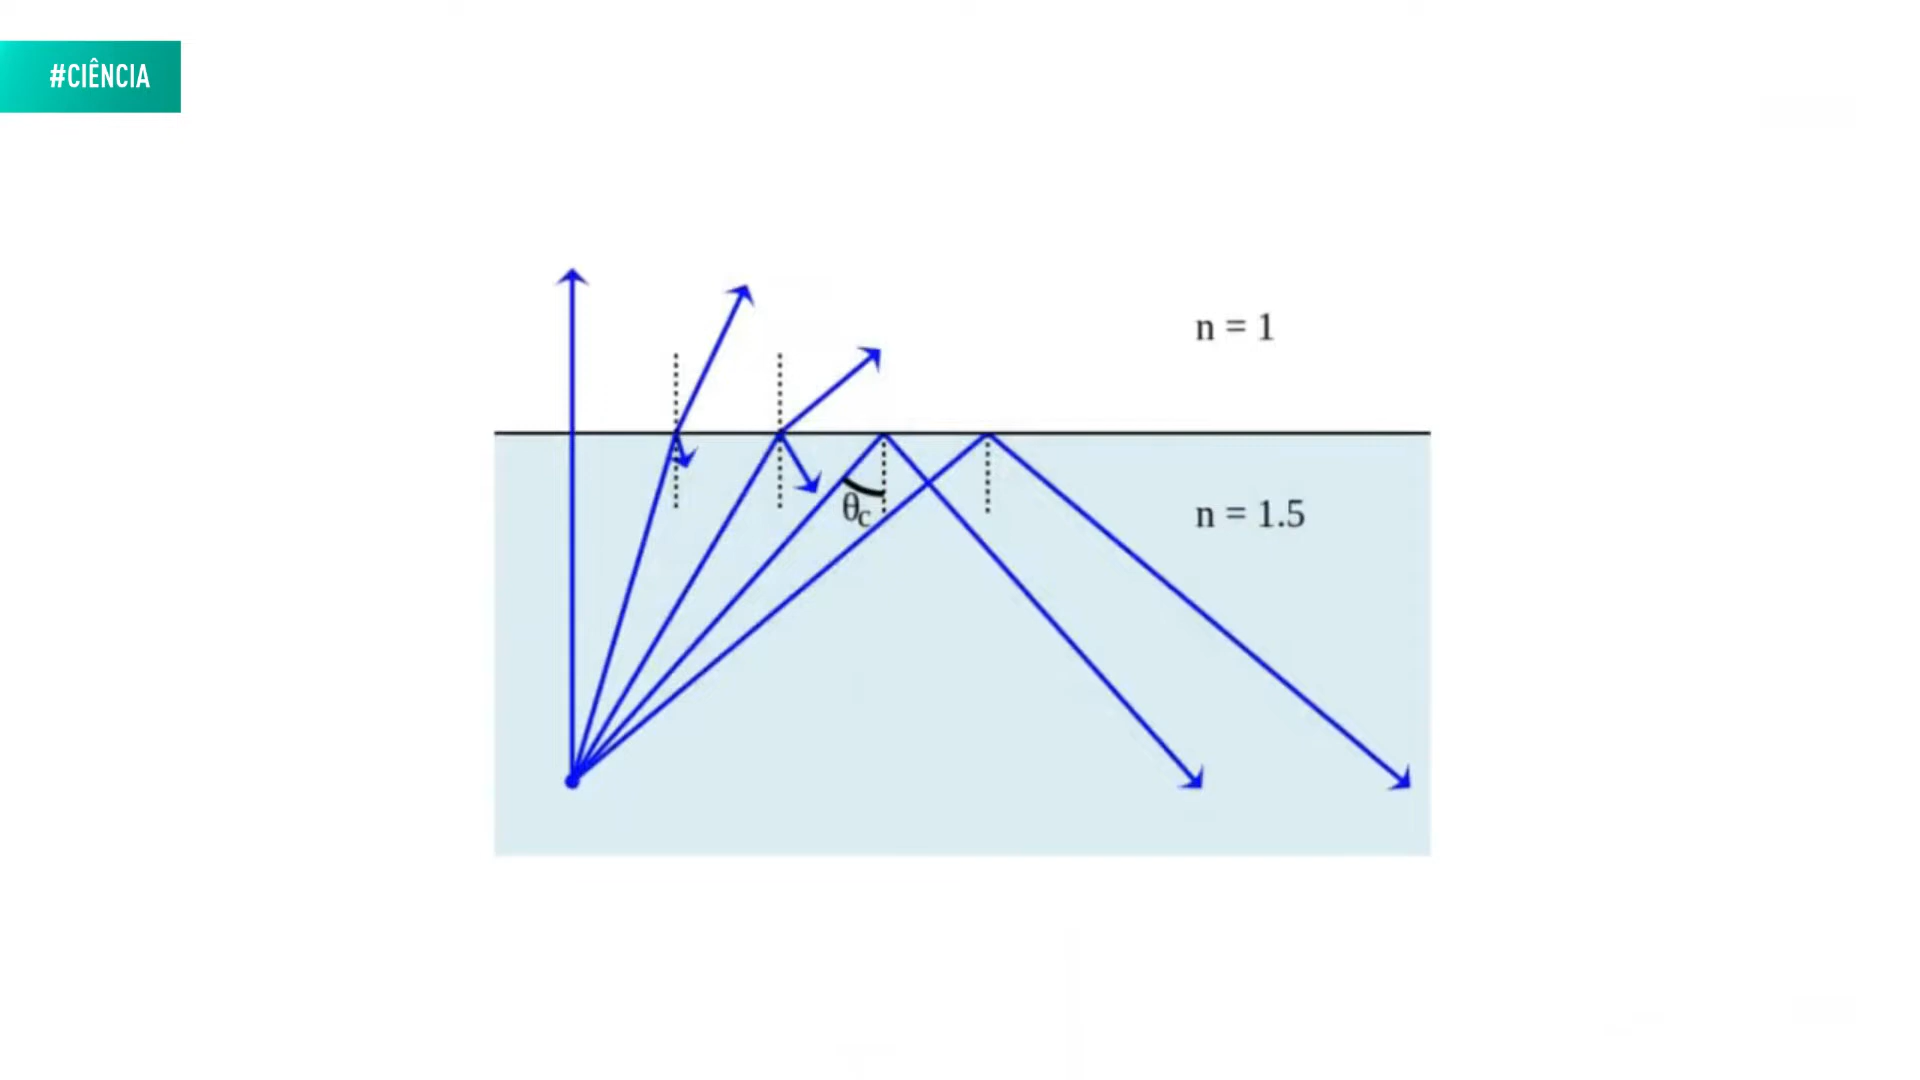 #CIÊNCIA
n = 1
n = 1.5
θc